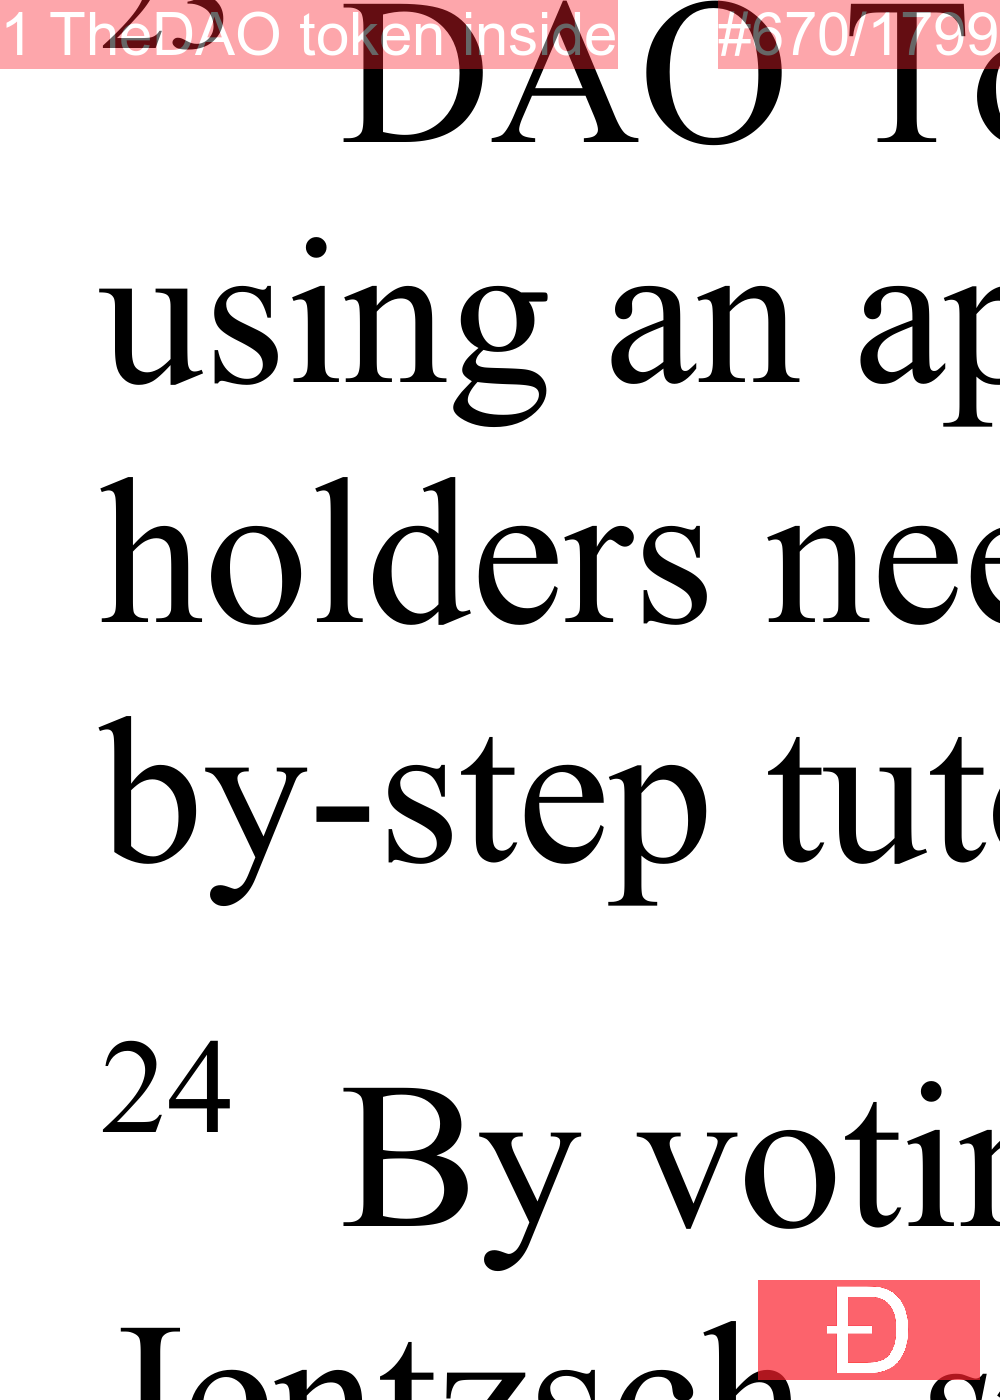 1 TheDAO token inside #670/1799
23 DAO To
using an ap
holders nee
by-step tuto
24 By votin
Jentzsch, s
Đ